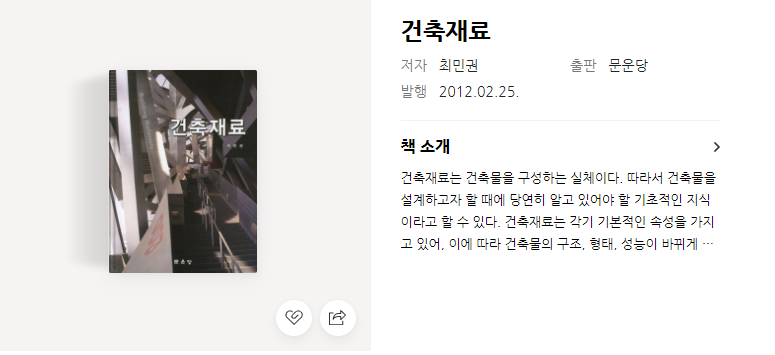 건축재료
건축재료
저자 최민권 출판 문운당
발행 2012.02.25.
책 소개
건축재료는 건축물을 구성하는 실체이다. 따라서 건축물을
설계하고자 할 때에 당연히 알고 있어야 할 기초적인 지식
이라고 할 수 있다. 건축재료는 각기 기본적인 속성을 가지
고 있어, 이에 따라 건축물의 구조, 형태, 성능이 바뀌게 …
문운당